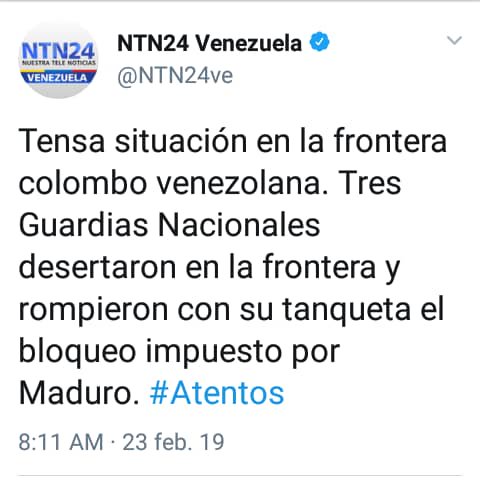 NTN24
NUESTRA TELE NOTICIAS
VENEZUELA
NTN24 Venezuela
@NTN24ve
Tensa situación en la frontera
colombo venezolana. Tres
Guardias Nacionales
desertaron en la frontera y
rompieron con su tanqueta el
bloqueo impuesto por
Maduro. #Atentos
8:11 AM · 23 feb. 19